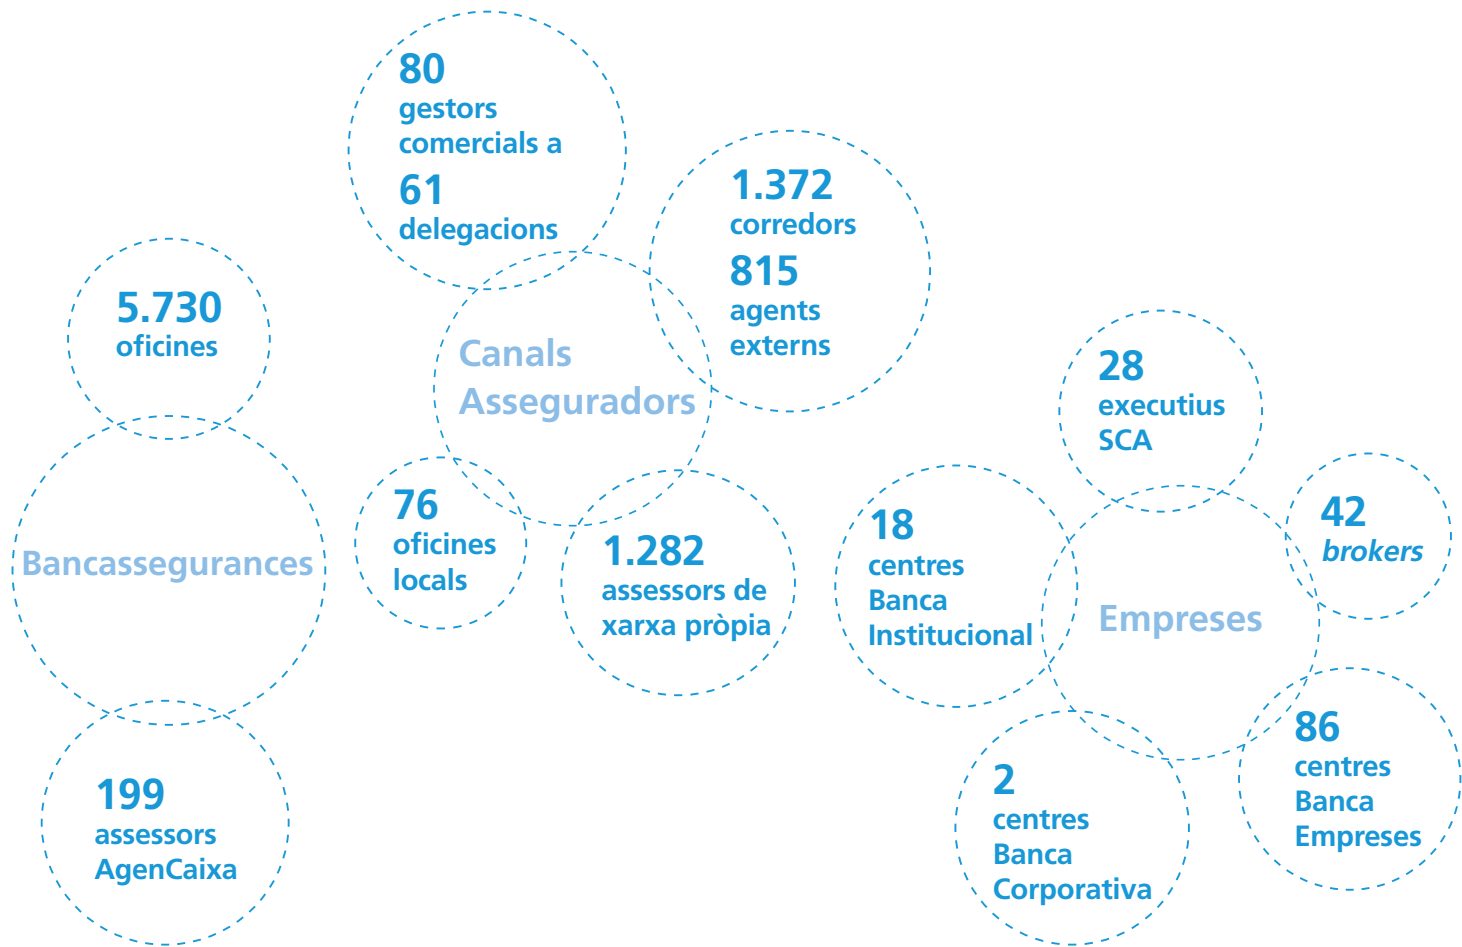 5.730
oficines
Bancassegurances
199
assessors
AgenCaixa
80
gestors
comercials a
61
delegacions
1.372
corredors
815
agents
externs
Canals
Asseguradors
76
oficines
locals
1.282
assessors de
xarxa pròpia
28
executius
SCA
42
brokers
18
centres
Banca
Institucional
Empreses
2
centres
Banca
Corporativa
86
centres
Banca
Empreses